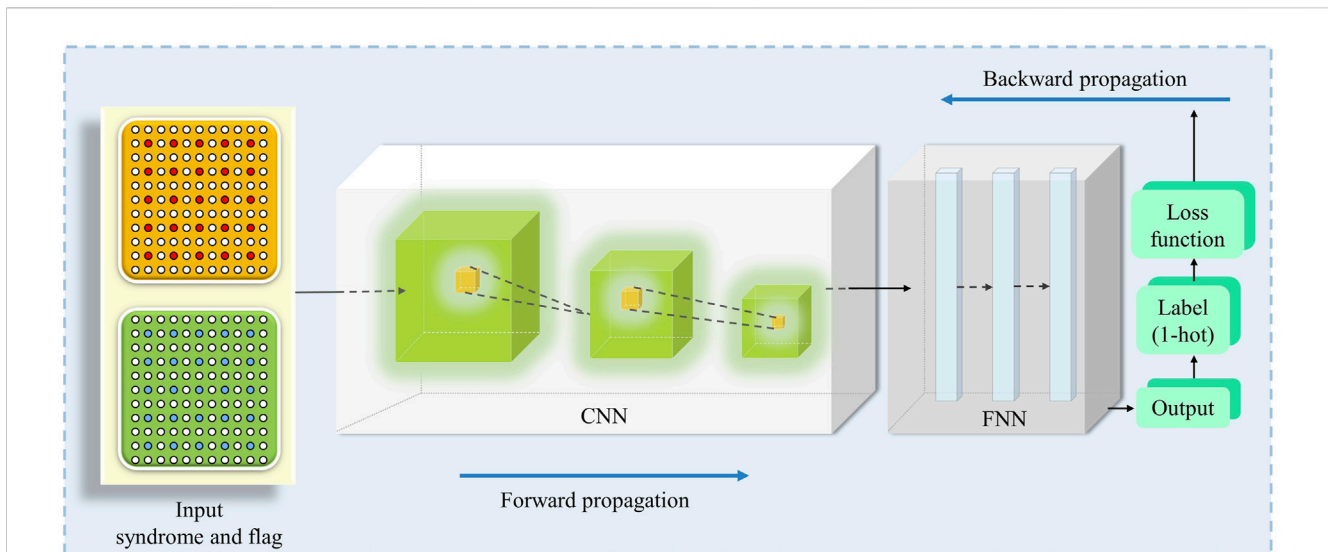 Backward propagation
Loss
function
Label
(1-hot)
Output
CNN
FNN
Forward propagation
Input
syndrome and flag